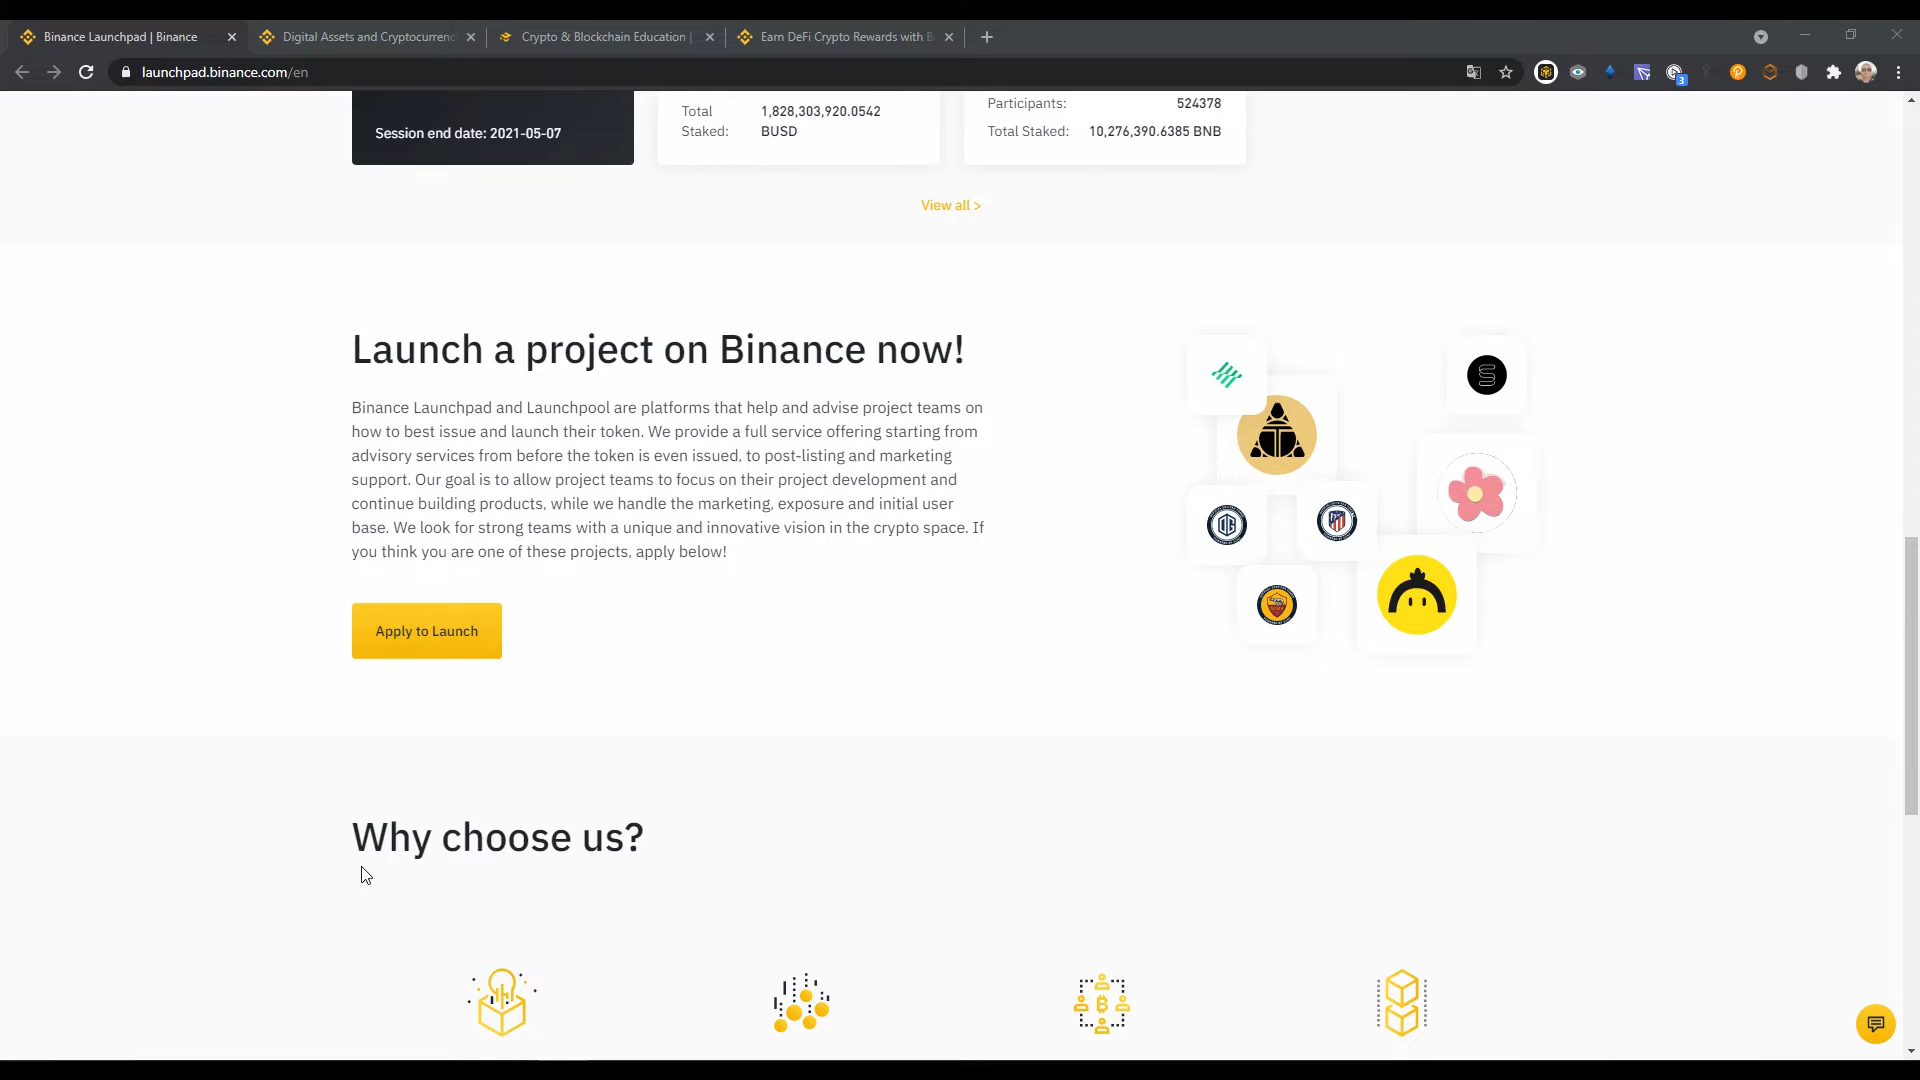 Binance Launchpad | Binance
Digital Assets and Cryptocurrenc
Crypto & Blockchain Education |
Earn DeFi Crypto Rewards with B
launchpad.binance.com/en
3
Session end date: 2021-05-07
Total Staked: 1,828,303,920.0542 BUSD
Participants: 524378
Total Staked: 10,276,390.6385 BNB
View all >
Launch a project on Binance now!
Binance Launchpad and Launchpool are platforms that help and advise project teams on
how to best issue and launch their token. We provide a full service offering starting from
advisory services from before the token is even issued, to post-listing and marketing
support. Our goal is to allow project teams to focus on their project development and
continue building products, while we handle the marketing, exposure and initial user
base. We look for strong teams with a unique and innovative vision in the crypto space. If
you think you are one of these projects, apply below!
Apply to Launch
Why choose us?